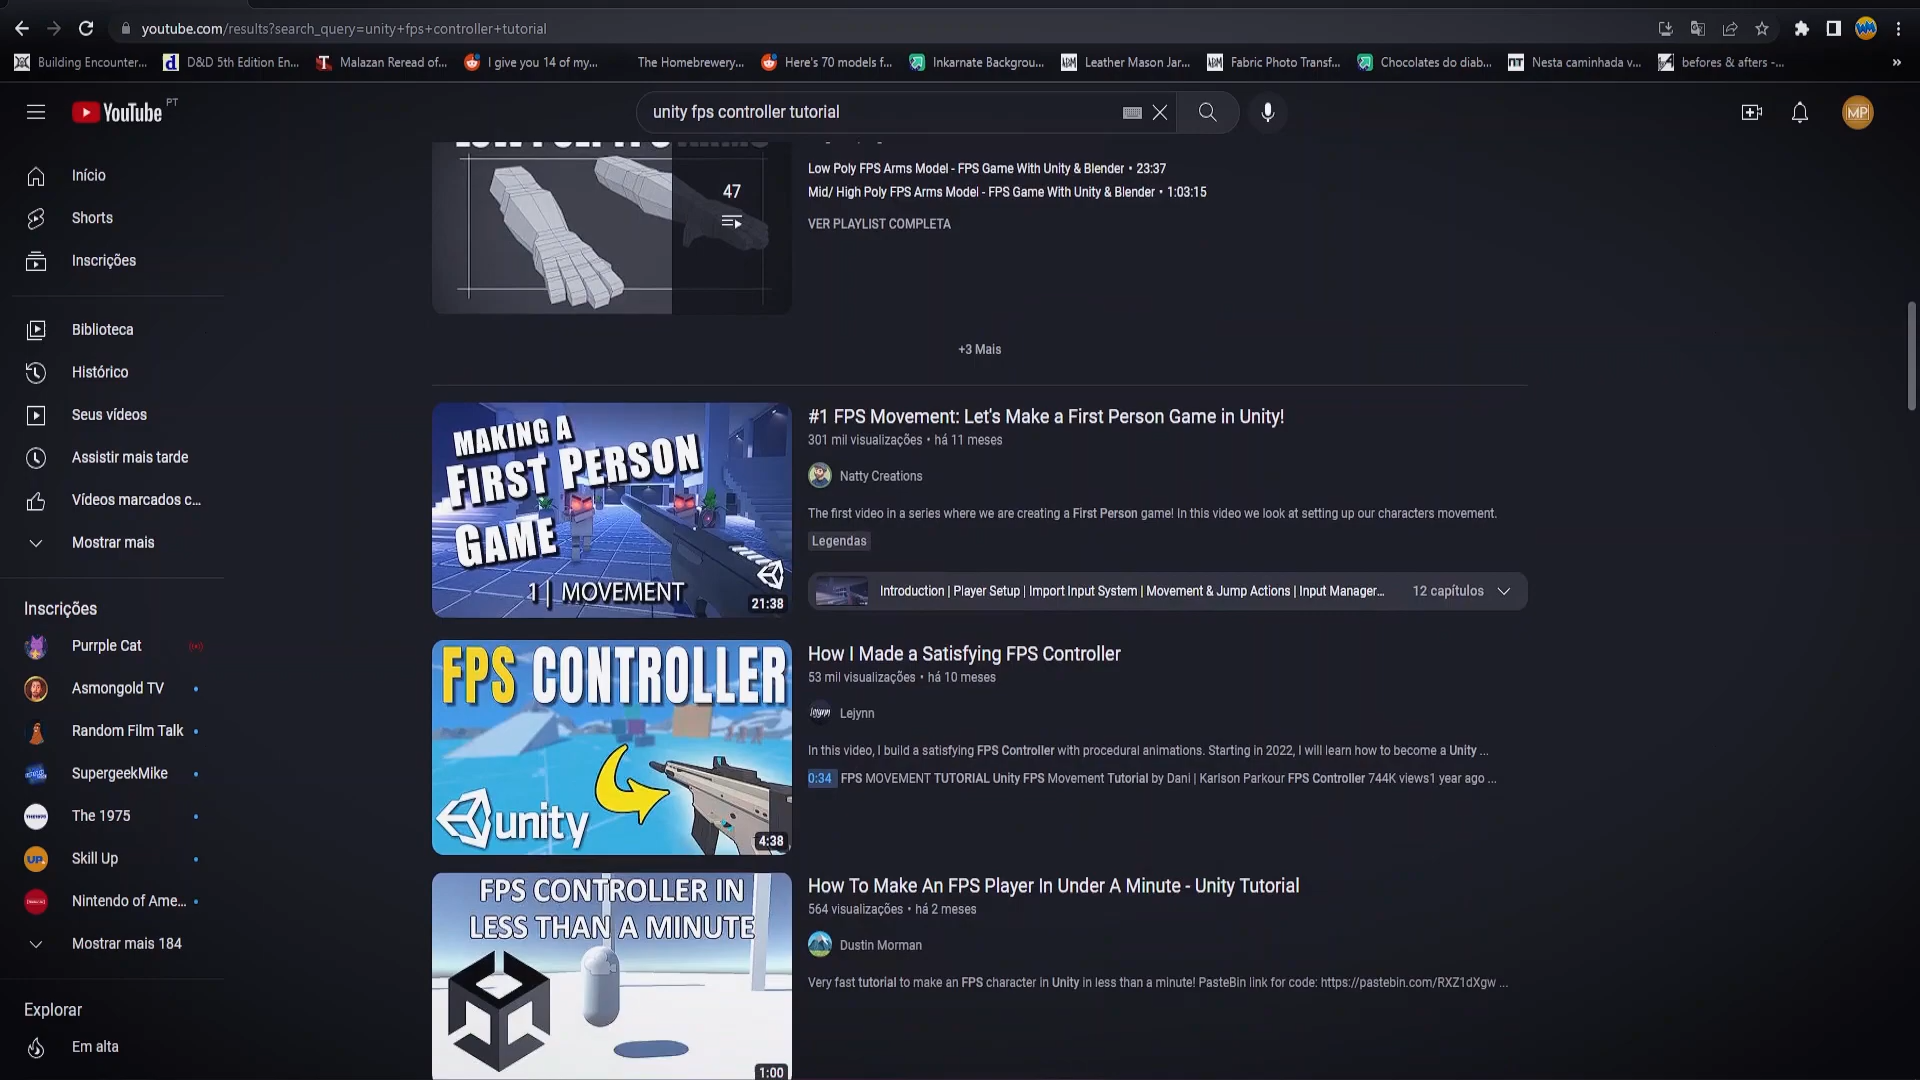 youtube.com/results?search_query=unity+fps+controller+tutorial
Building Encounter...
D&D 5th Edition En...
Malazan Reread of...
I give you 14 of my...
The Homebrewery...
Here's 70 models f...
Inkarnate Backgrou...
Leather Mason Jar...
Fabric Photo Transf...
Chocolates do diab...
Nesta caminhada v...
befores & afters -...
YouTube PT
unity fps controller tutorial
MP
Início
Shorts
Inscrições
Biblioteca
Histórico
Seus vídeos
Assistir mais tarde
Vídeos marcados c...
Mostrar mais
Inscrições
Purrple Cat
Asmongold TV
Random Film Talk
SupergeekMike
The 1975
Skill Up
Nintendo of Ame...
Mostrar mais 184
Explorar
Em alta
47
Low Poly FPS Arms Model - FPS Game With Unity & Blender • 23:37
Mid/ High Poly FPS Arms Model - FPS Game With Unity & Blender • 1:03:15
VER PLAYLIST COMPLETA
+3 Mais
MAKING A
FIRST PERSON
GAME
1 | MOVEMENT
21:38
#1 FPS Movement: Let's Make a First Person Game in Unity!
301 mil visualizações • há 11 meses
Natty Creations
The first video in a series where we are creating a First Person game! In this video we look at setting up our characters movement.
Legendas
Introduction | Player Setup | Import Input System | Movement & Jump Actions | Input Manager...
12 capítulos
FPS CONTROLLER
unity
4:38
How I Made a Satisfying FPS Controller
53 mil visualizações • há 10 meses
Lejynn
In this video, I build a satisfying FPS Controller with procedural animations. Starting in 2022, I will learn how to become a Unity ...
0:34 FPS MOVEMENT TUTORIAL Unity FPS Movement Tutorial by Dani | Karlson Parkour FPS Controller 744K views1 year ago ...
FPS CONTROLLER IN
LESS THAN A MINUTE
1:00
How To Make An FPS Player In Under A Minute - Unity Tutorial
564 visualizações • há 2 meses
Dustin Morman
Very fast tutorial to make an FPS character in Unity in less than a minute! PasteBin link for code: https://pastebin.com/RXZ1dXgw ...